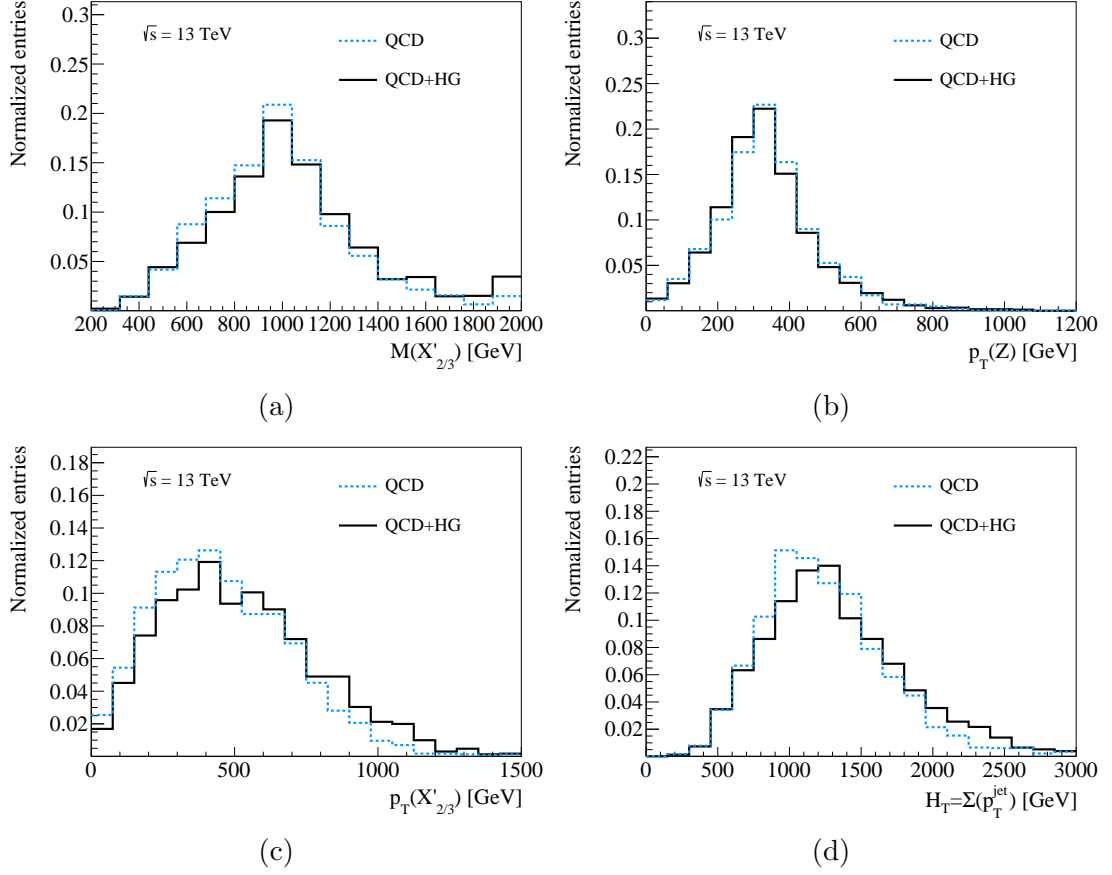 Normalized entries
0.3
0.25
0.2
0.15
0.1
0.05
√s = 13 TeV
QCD
QCD+HG
200 400 600 800 1000 1200 1400 1600 1800 2000
M(X'2/3) [GeV]
(a)
Normalized entries
0.3
0.25
0.2
0.15
0.1
0.05
√s = 13 TeV
QCD
QCD+HG
0 200 400 600 800 1000 1200
pT(Z) [GeV]
(b)
Normalized entries
0.18
0.16
0.14
0.12
0.1
0.08
0.06
0.04
0.02
√s = 13 TeV
QCD
QCD+HG
0 500 1000 1500
pT(X'2/3) [GeV]
(c)
Normalized entries
0.22
0.2
0.18
0.16
0.14
0.12
0.1
0.08
0.06
0.04
0.02
√s = 13 TeV
QCD
QCD+HG
0 500 1000 1500 2000 2500 3000
HT=Σ(pTjet) [GeV]
(d)